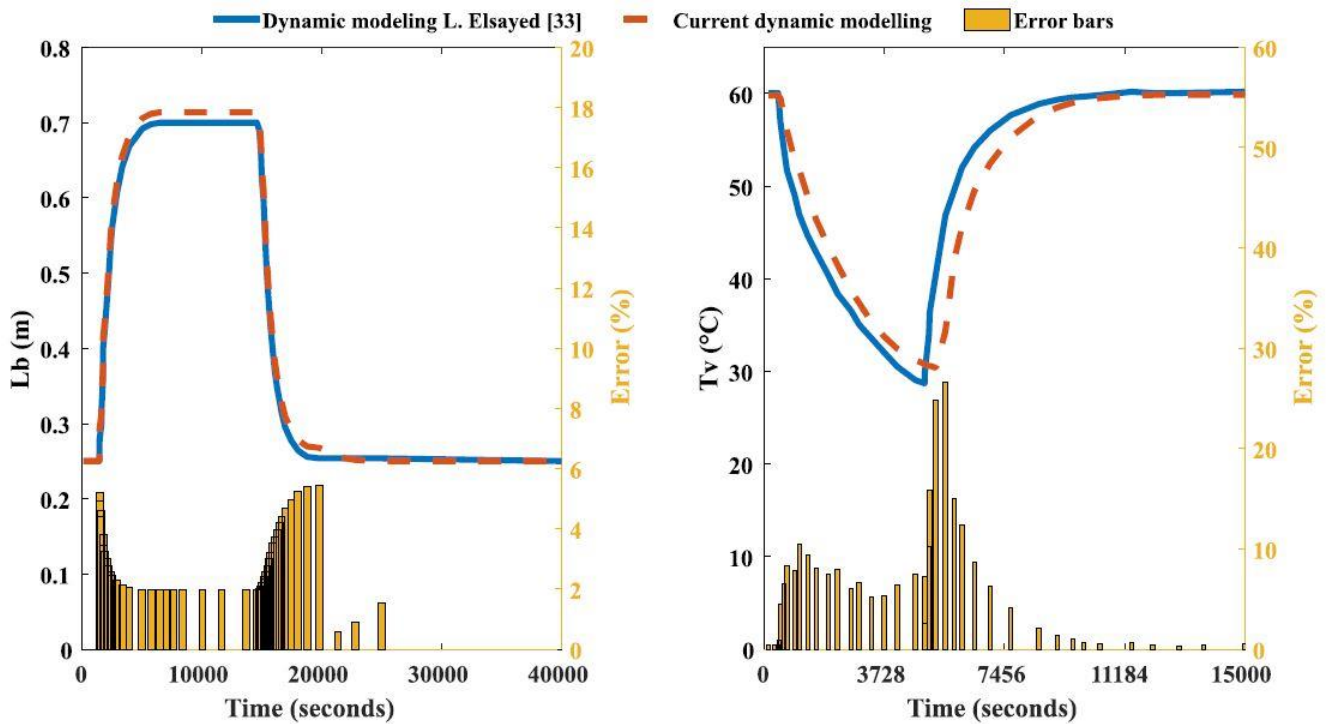 Dynamic modeling L. Elsayed [33] Current dynamic modelling Error bars
0.8 20 60
18
0.7 60
16 50
0.6 14 50
40
0.5 12
Lb (m) 10 Error (%) Tv (°C) 40 30 Error (%)
0.4
8 30
0.3
6 20
0.2 20
4
10
0.1 2 10
0 0 0 0
0 10000 20000 30000 40000 0 3728 7456 11184 15000
Time (seconds) Time (seconds)